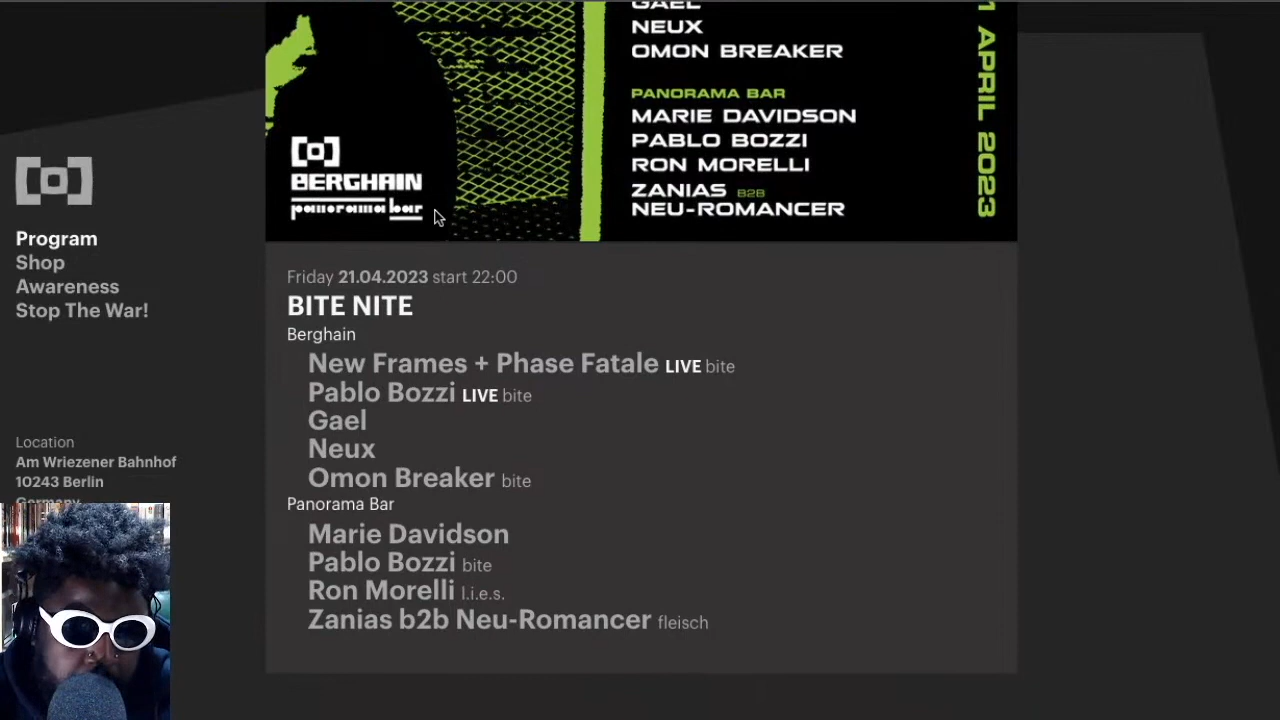 GAEL
NEUX
OMON BREAKER
PANORAMA BAR
MARIE DAVIDSON
PABLO BOZZI
RON MORELLI
ZANIAS B2B
NEU-ROMANCER
APRIL 2023
BERGHAIN
panorama bar
Program
Shop
Awareness
Stop The War!
Location
Am Wriezener Bahnhof
10243 Berlin
Germany
Friday 21.04.2023 start 22:00
BITE NITE
Berghain
New Frames + Phase Fatale LIVE bite
Pablo Bozzi LIVE bite
Gael
Neux
Omon Breaker bite
Panorama Bar
Marie Davidson
Pablo Bozzi bite
Ron Morelli l.i.e.s.
Zanias b2b Neu-Romancer fleisch